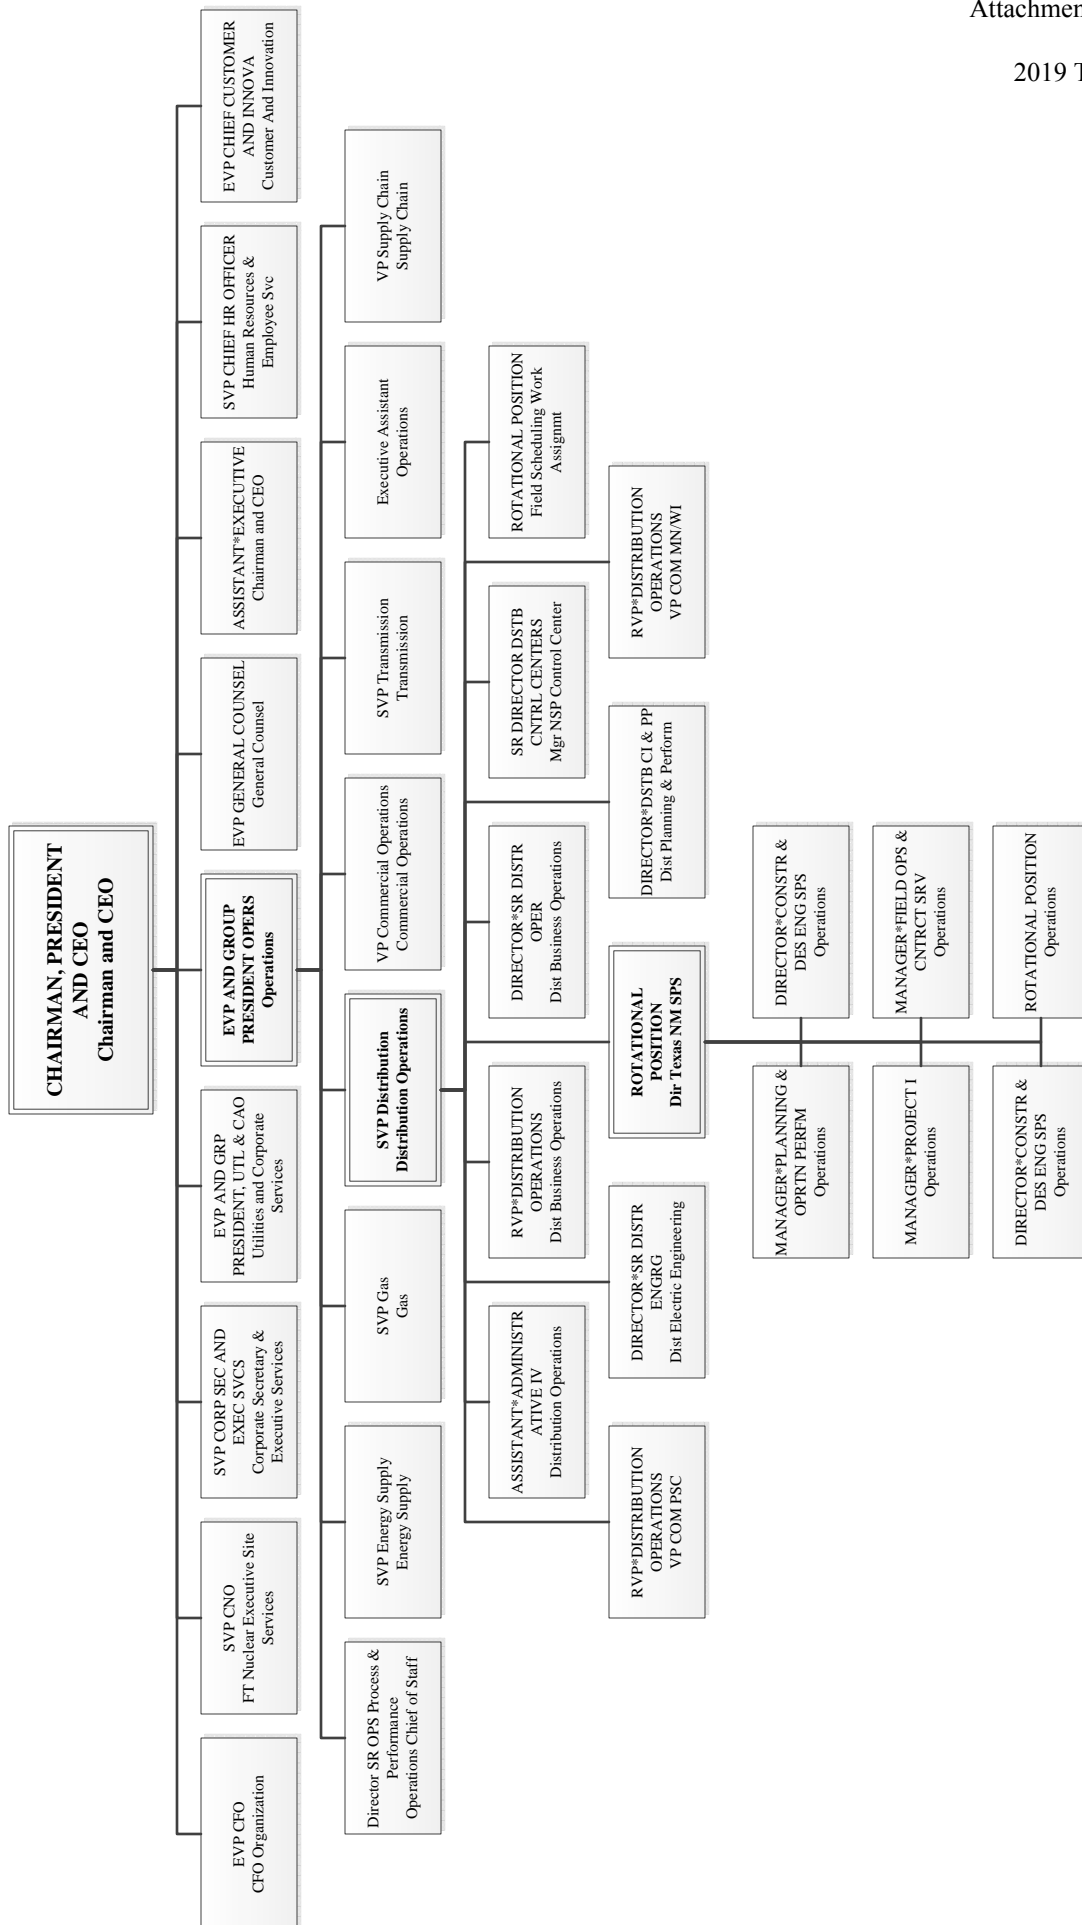 Attachmen
2019 T
CHAIRMAN, PRESIDENT
AND CEO
Chairman and CEO
EVP CFO
CFO Organization
SVP CNO
FT Nuclear Executive Site
Services
SVP CORP SEC AND
EXEC SVCS
Corporate Secretary &
Executive Services
EVP AND GRP
PRESIDENT, UTL & CAO
Utilities and Corporate
Services
EVP AND GROUP
PRESIDENT OPERS
Operations
EVP GENERAL COUNSEL
General Counsel
ASSISTANT*EXECUTIVE
Chairman and CEO
SVP CHIEF HR OFFICER
Human Resources &
Employee Svc
EVP CHIEF CUSTOMER
AND INNOVA
Customer And Innovation
Director SR OPS Process &
Performance
Operations Chief of Staff
SVP Energy Supply
Energy Supply
SVP Gas
Gas
SVP Distribution
Distribution Operations
VP Commercial Operations
Commercial Operations
SVP Transmission
Transmission
Executive Assistant
Operations
VP Supply Chain
Supply Chain
ASSISTANT*ADMINISTR
ATIVE IV
Distribution Operations
RVP*DISTRIBUTION
OPERATIONS
Dist Business Operations
DIRECTOR*SR DISTR
OPER
Dist Business Operations
SR DIRECTOR DSTB
CNTRL CENTERS
Mgr NSP Control Center
ROTATIONAL POSITION
Field Scheduling Work
Assignmt
RVP*DISTRIBUTION
OPERATIONS
VP COM PSC
DIRECTOR*SR DISTR
ENGRG
Dist Electric Engineering
ROTATIONAL
POSITION
Dir Texas NM SPS
DIRECTOR*DSTB CI & PP
Dist Planning & Perform
RVP*DISTRIBUTION
OPERATIONS
VP COM MN/WI
MANAGER*PLANNING &
OPRTN PERFM
Operations
DIRECTOR*CONSTR &
DES ENG SPS
Operations
MANAGER*PROJECT I
Operations
MANAGER*FIELD OPS &
CNTRCT SRV
Operations
DIRECTOR*CONSTR &
DES ENG SPS
Operations
ROTATIONAL POSITION
Operations